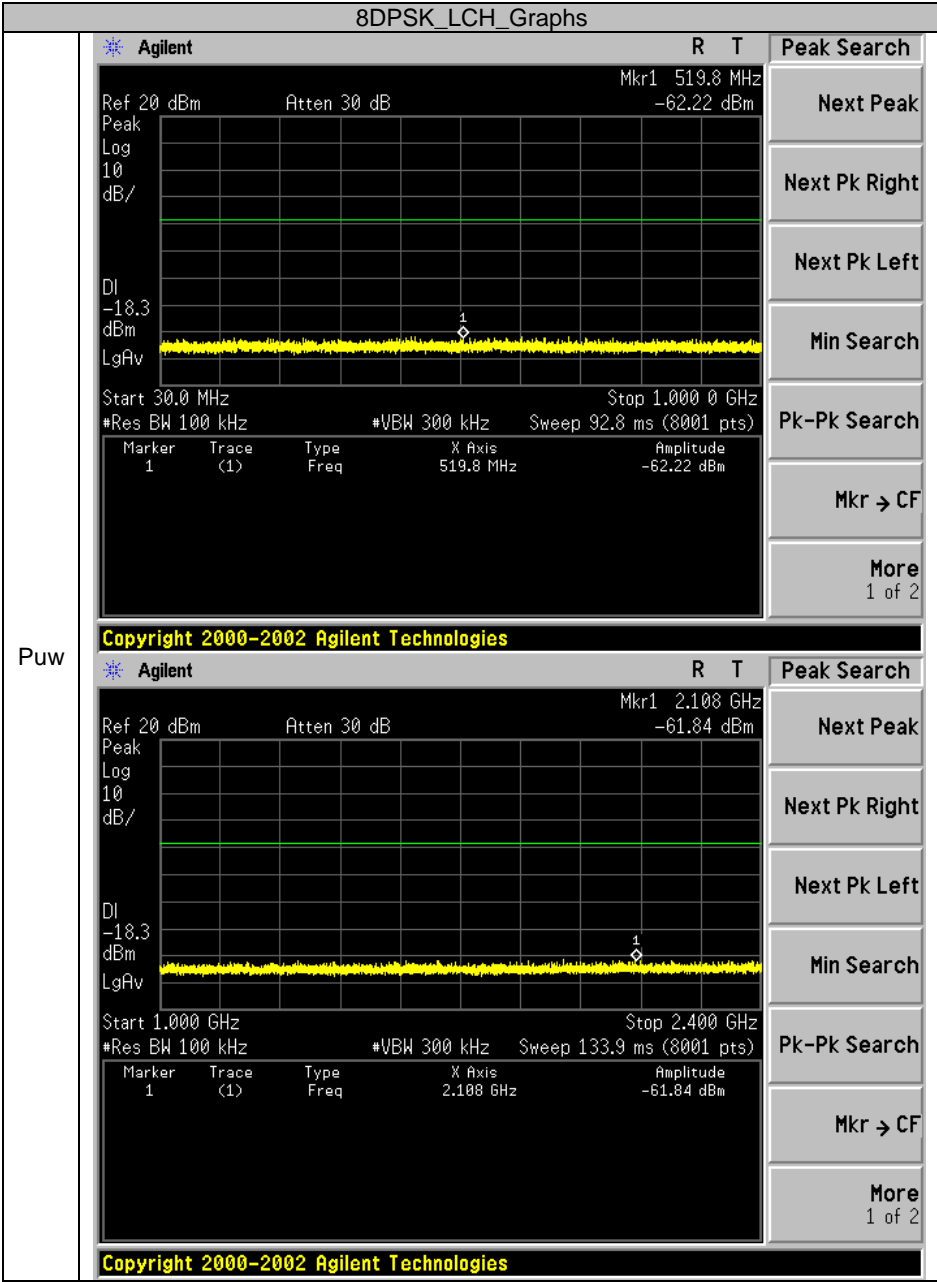 8DPSK_LCH_Graphs
Puw
Agilent R T Peak Search
Mkr1 519.8 MHz
Ref 20 dBm Atten 30 dB -62.22 dBm
Peak
Log
10
dB/
DI
-18.3
dBm
LgAv
1
Start 30.0 MHz Stop 1.000 0 GHz
#Res BW 100 kHz #VBW 300 kHz Sweep 92.8 ms (8001 pts)
Marker Trace Type X Axis Amplitude
1 (1) Freq 519.8 MHz -62.22 dBm
Next Peak
Next Pk Right
Next Pk Left
Min Search
Pk-Pk Search
Mkr → CF
More
1 of 2
Copyright 2000-2002 Agilent Technologies
Agilent R T Peak Search
Mkr1 2.108 GHz
Ref 20 dBm Atten 30 dB -61.84 dBm
Peak
Log
10
dB/
DI
-18.3
dBm
LgAv
1
Start 1.000 GHz Stop 2.400 GHz
#Res BW 100 kHz #VBW 300 kHz Sweep 133.9 ms (8001 pts)
Marker Trace Type X Axis Amplitude
1 (1) Freq 2.108 GHz -61.84 dBm
Next Peak
Next Pk Right
Next Pk Left
Min Search
Pk-Pk Search
Mkr → CF
More
1 of 2
Copyright 2000-2002 Agilent Technologies